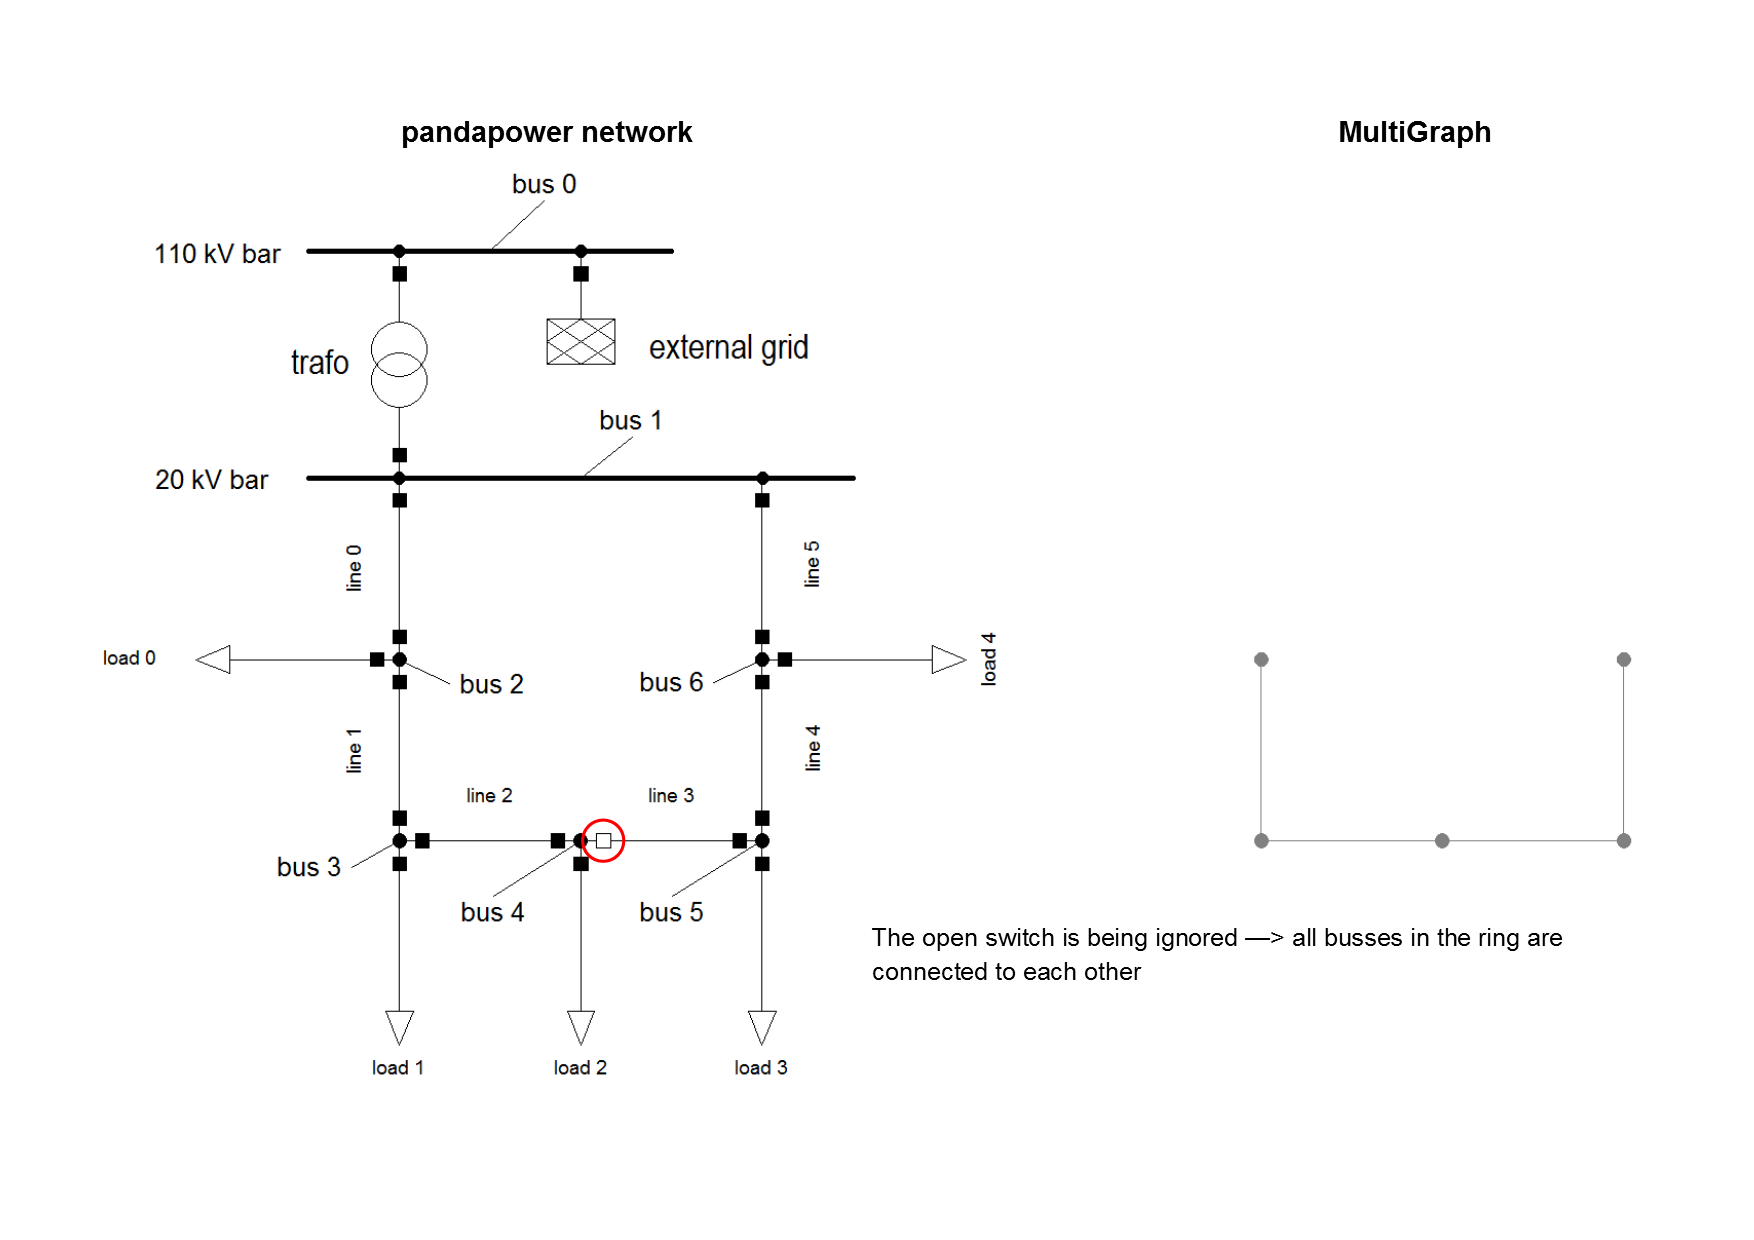 pandapower network
MultiGraph
bus 0
110 kV bar
trafo
external grid
bus 1
20 kV bar
line 0
line 5
load 0
bus 2
bus 6
load 4
line 1
line 4
line 2
line 3
bus 3
bus 4
bus 5
The open switch is being ignored —> all busses in the ring are
connected to each other
load 1
load 2
load 3